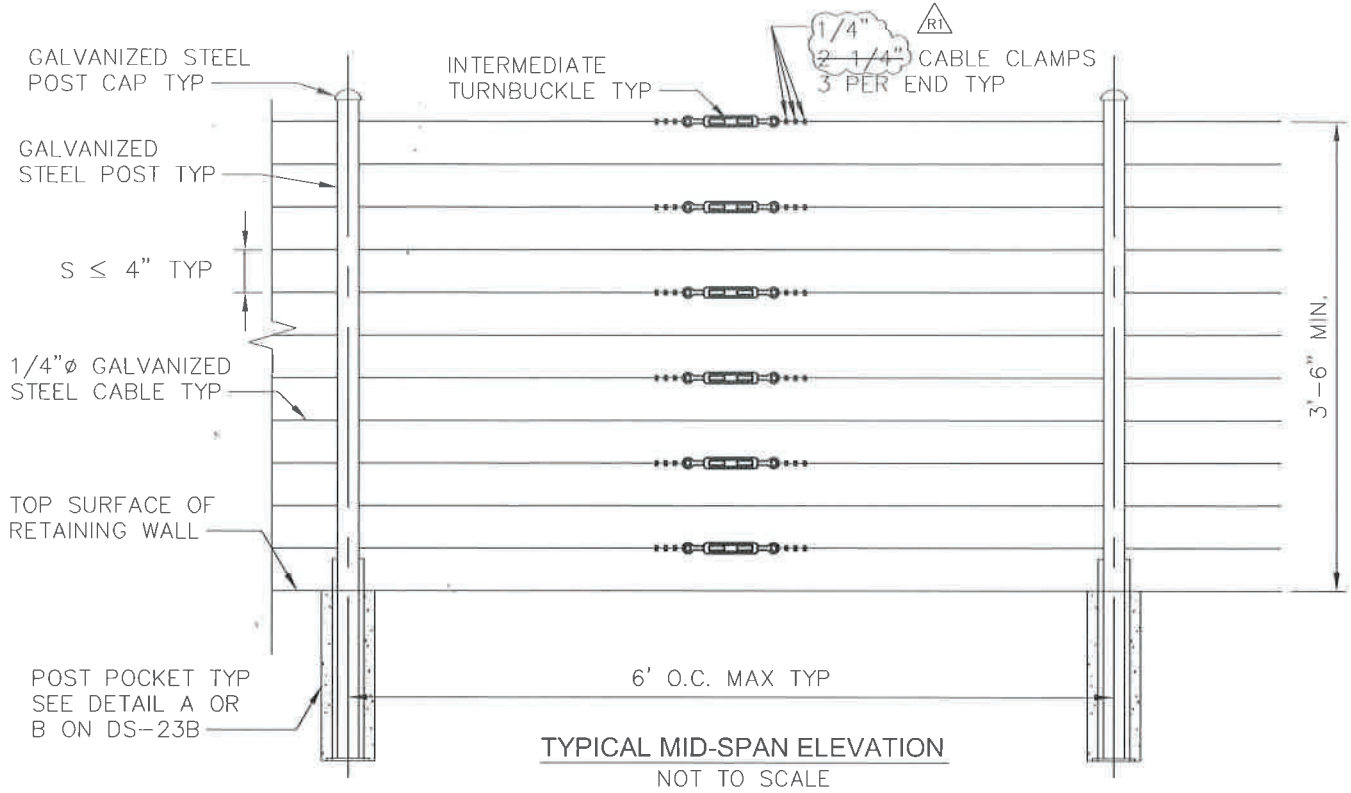 GALVANIZED STEEL
POST CAP TYP
INTERMEDIATE
TURNBUCKLE TYP
1/4"
R1
2 1/4" CABLE CLAMPS
3 PER END TYP
GALVANIZED
STEEL POST TYP
S ≤ 4" TYP
1/4"ø GALVANIZED
STEEL CABLE TYP
3'-6" MIN.
TOP SURFACE OF
RETAINING WALL
POST POCKET TYP
SEE DETAIL A OR
B ON DS-23B
6' O.C. MAX TYP
TYPICAL MID-SPAN ELEVATION
NOT TO SCALE